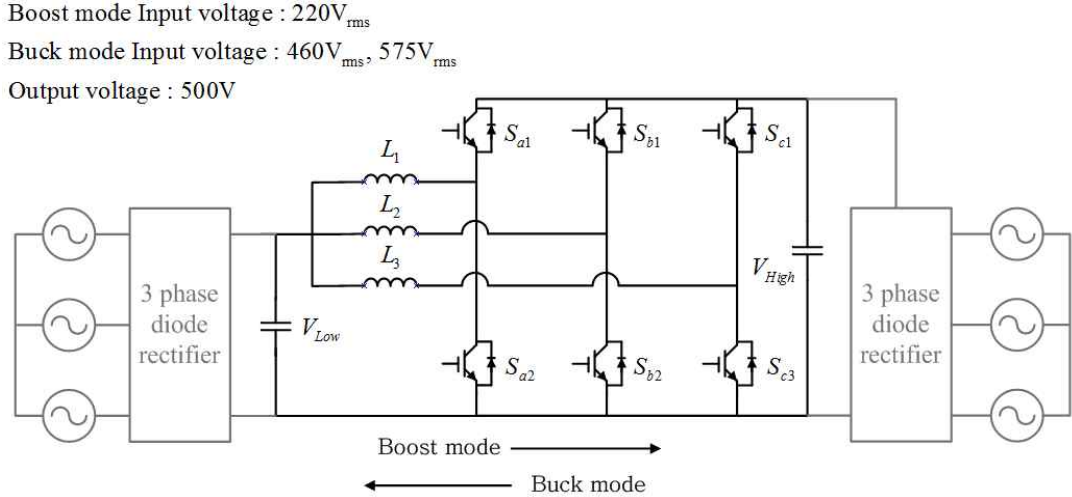 Boost mode Input voltage : 220Vrms
Buck mode Input voltage : 460Vrms, 575Vrms
Output voltage : 500V
Sa1
Sb1
Sc1
L1
L2
L3
VHigh
VLow
3 phase
diode
rectifier
3 phase
diode
rectifier
Sa2
Sb2
Sc3
Boost mode
Buck mode